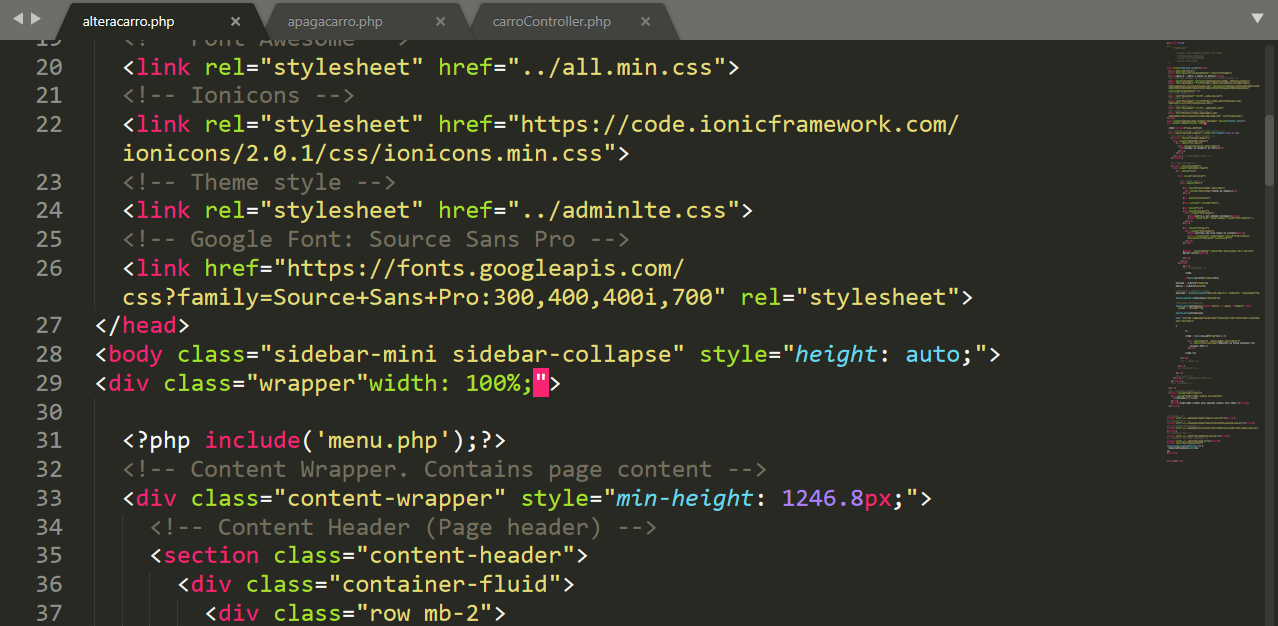 alteracarro.php × apagacarro.php × carroController.php ×
19 <!-- Font Awesome -->
20 <link rel="stylesheet" href="../all.min.css">
21 <!-- Ionicons -->
22 <link rel="stylesheet" href="https://code.ionicframework.com/
ionicons/2.0.1/css/ionicons.min.css">
23 <!-- Theme style -->
24 <link rel="stylesheet" href="../adminlte.css">
25 <!-- Google Font: Source Sans Pro -->
26 <link href="https://fonts.googleapis.com/
css?family=Source+Sans+Pro:300,400,400i,700" rel="stylesheet">
27 </head>
28 <body class="sidebar-mini sidebar-collapse" style="height: auto;">
29 <div class="wrapper"width: 100%;">
30
31 <?php include('menu.php');?>
32 <!-- Content Wrapper. Contains page content -->
33 <div class="content-wrapper" style="min-height: 1246.8px;">
34 <!-- Content Header (Page header) -->
35 <section class="content-header">
36 <div class="container-fluid">
37 <div class="row mb-2">